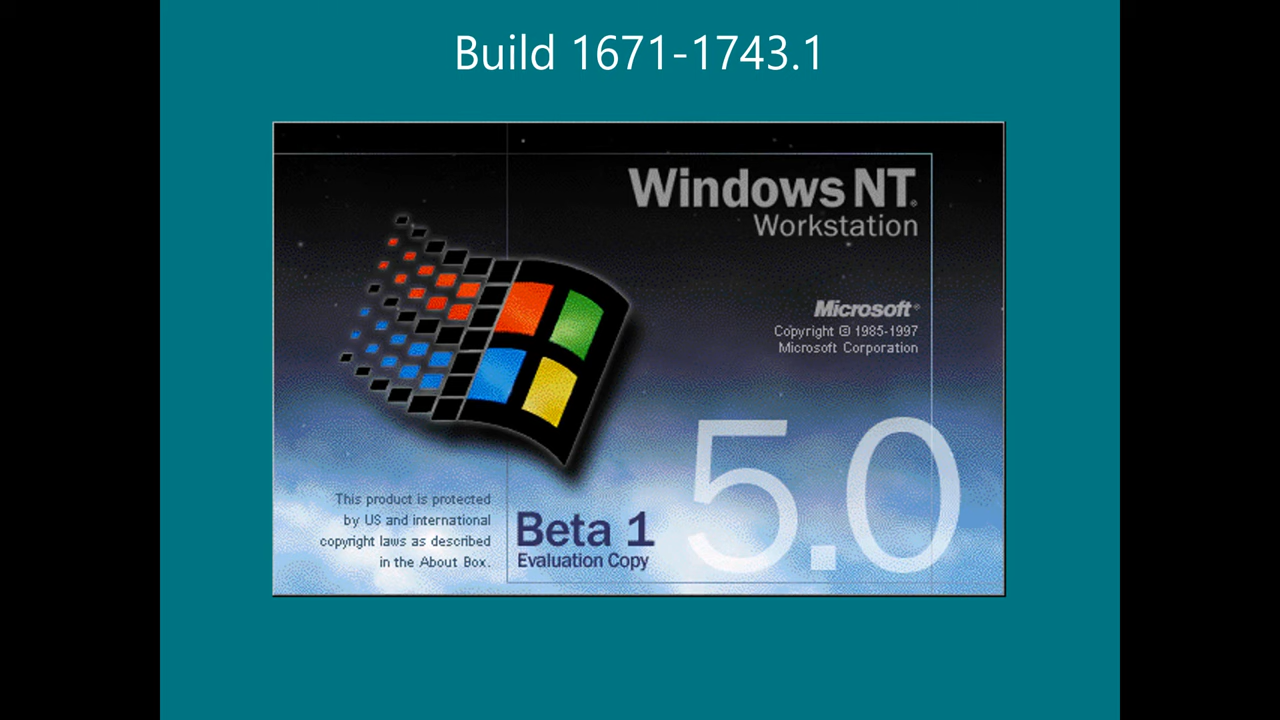 Build 1671-1743.1
Windows NT®
Workstation
Microsoft®
Copyright © 1985-1997
Microsoft Corporation
5.0
This product is protected
by US and international
copyright laws as described
in the About Box.
Beta 1
Evaluation Copy